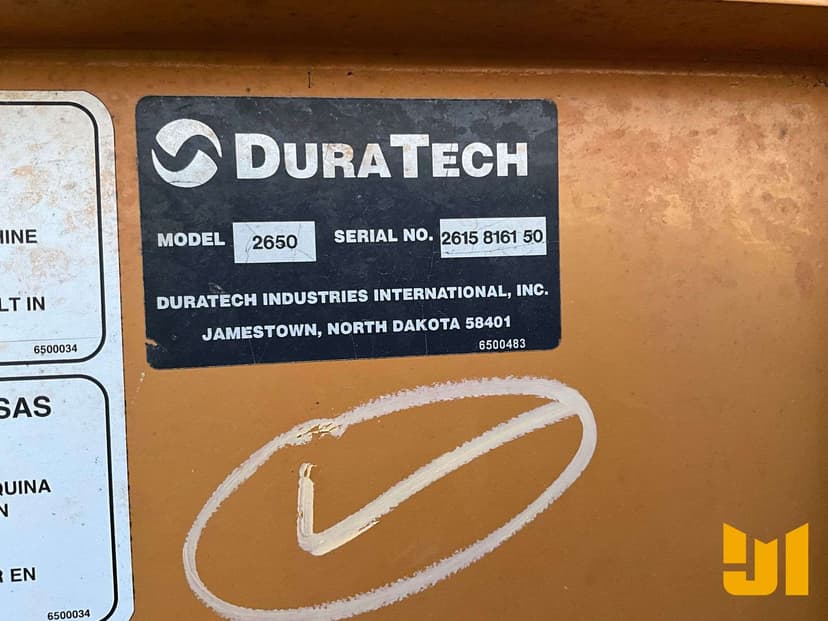 HINE
LT IN
6500034
SAS
QUINA
N
R EN
6500034
DURATECH
MODEL 2650 SERIAL NO. 2615 8161 50
DURATECH INDUSTRIES INTERNATIONAL, INC.
JAMESTOWN, NORTH DAKOTA 58401
6500483